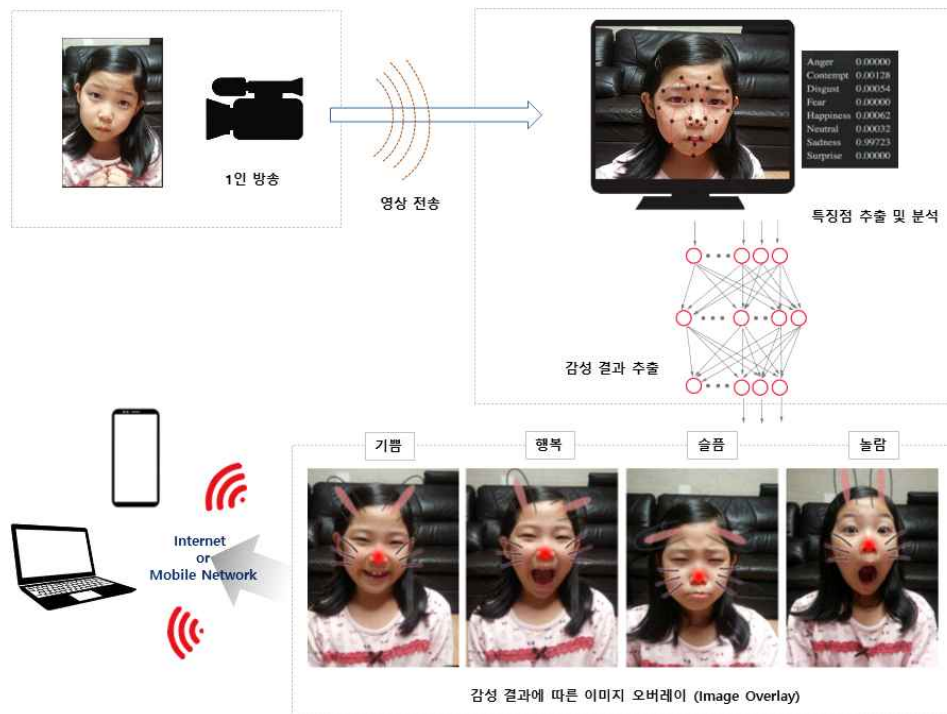 1인 방송
영상 전송
Anger 0.00000
Contempt 0.00128
Disgust 0.00054
Fear 0.00000
Happiness 0.00062
Neutral 0.00032
Sadness 0.99723
Surprise 0.00000
특징점 추출 및 분석
감성 결과 추출
기쁨
행복
슬픔
놀람
Internet
or
Mobile Network
감성 결과에 따른 이미지 오버레이 (Image Overlay)